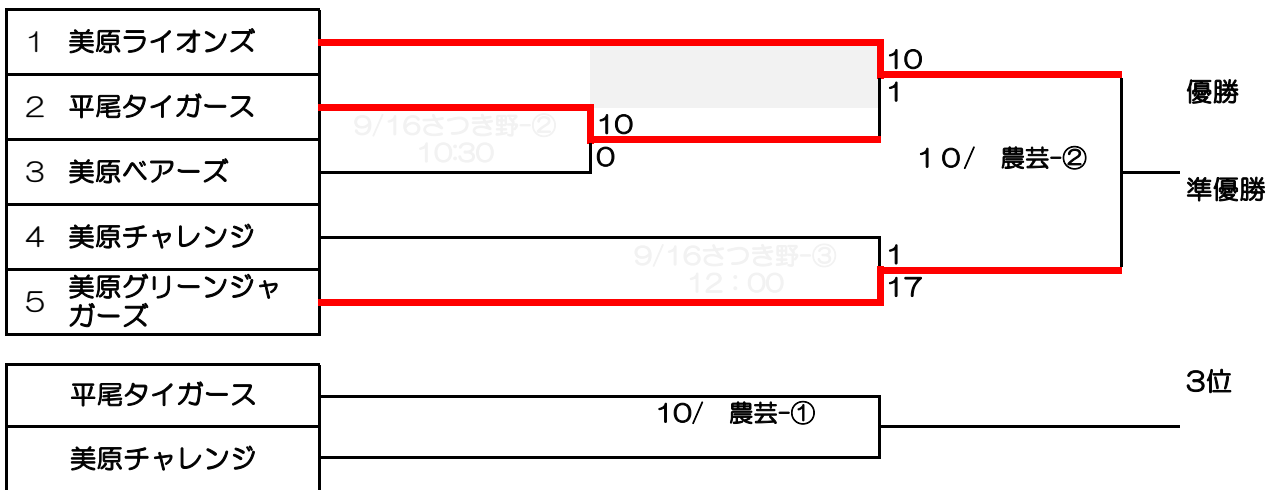 1 美原ライオンズ
10
1
優勝
2 平尾タイガース
9/16さつき野-②
10:30
10
0
3 美原ベアーズ
10/ 農芸-②
準優勝
4 美原チャレンジ
9/16さつき野-③
12：00
1
17
5 美原グリーンジャ
ガーズ
3位
平尾タイガース
10/ 農芸-①
美原チャレンジ